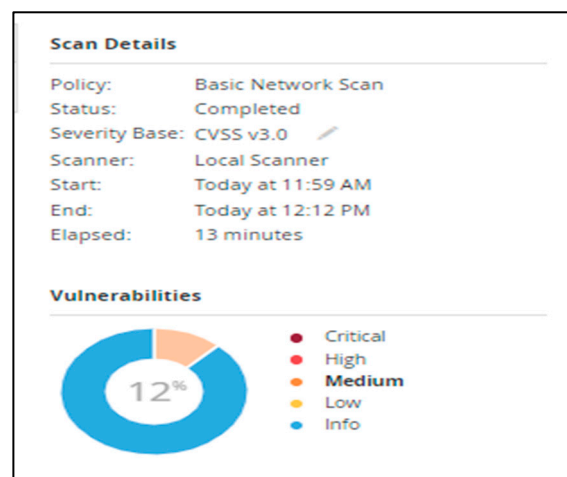 Scan Details
Policy: Basic Network Scan
Status: Completed
Severity Base: CVSS v3.0
Scanner: Local Scanner
Start: Today at 11:59 AM
End: Today at 12:12 PM
Elapsed: 13 minutes
Vulnerabilities
Critical
High
12% Medium
Low
Info